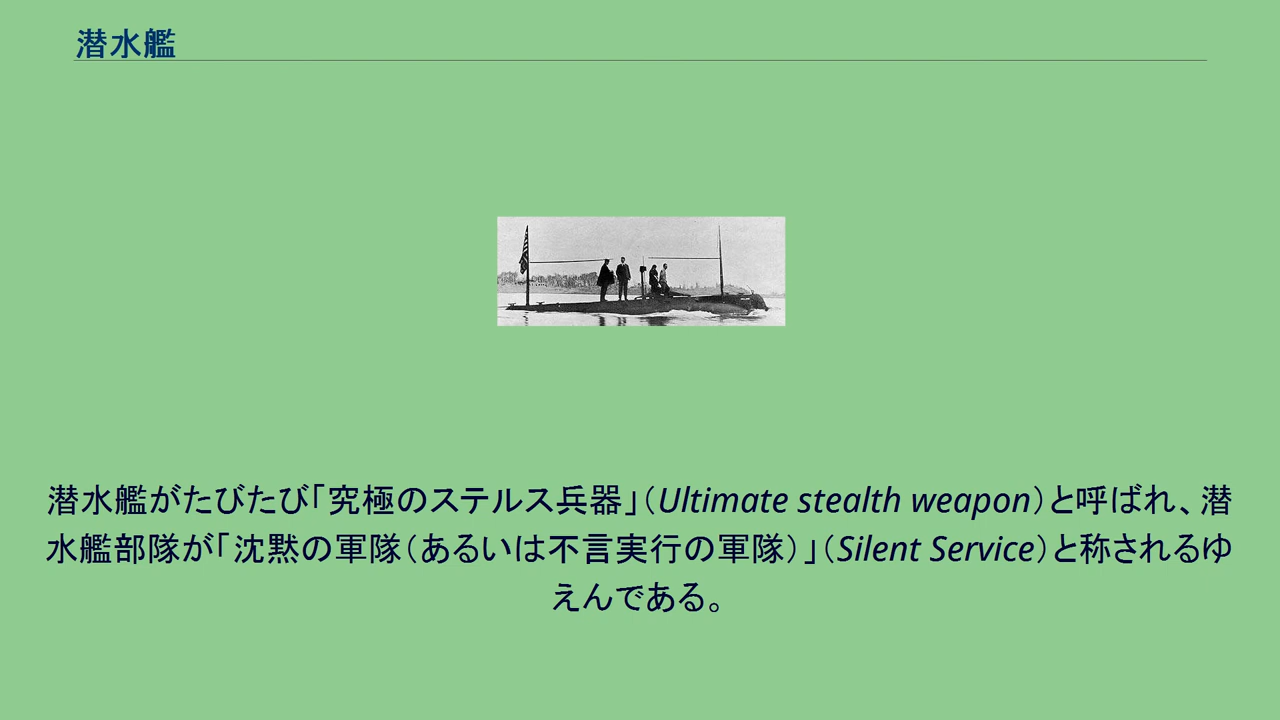 潜水艦
潜水艦がたびたび「究極のステルス兵器」（Ultimate stealth weapon）と呼ばれ、潜
水艦部隊が「沈黙の軍隊（あるいは不言実行の軍隊）」（Silent Service）と称されるゆ
えんである。